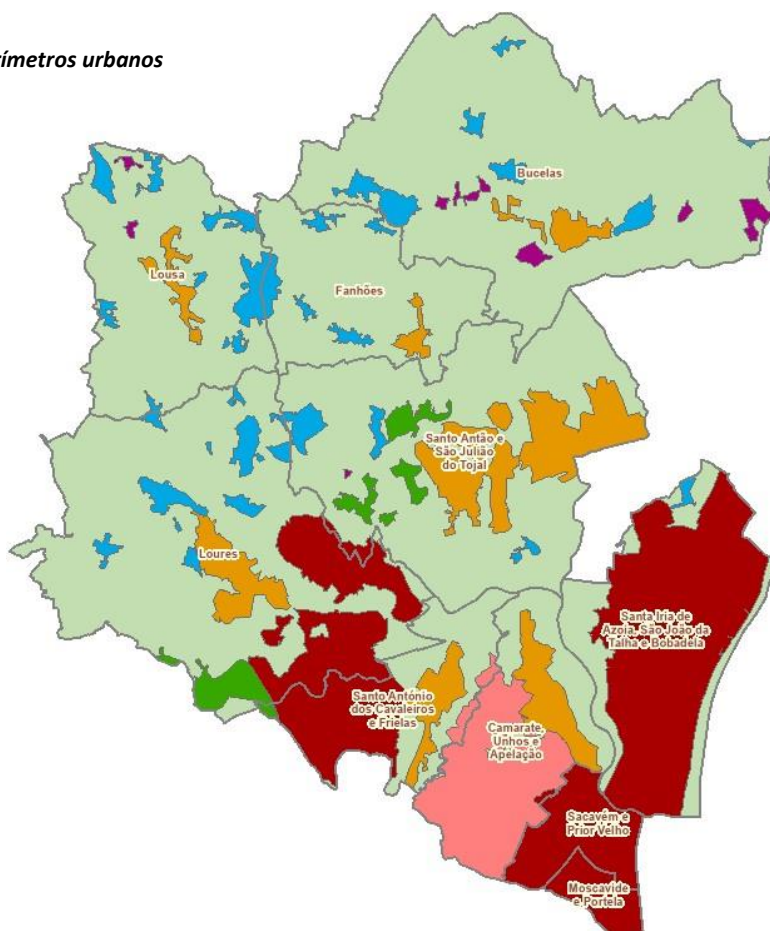 rímetros urbanos
Bucelas
Lousa
Fanhões
Santo Antão e
São Julião
do Tojal
Loures
Santa Iria de
Azoia, São João da
Talha e Bobadela
Santo António
dos Cavaleiros
e Frielas
Camarate,
Unhos e
Apelação
Sacavém e
Prior Velho
Moscavide
e Portela